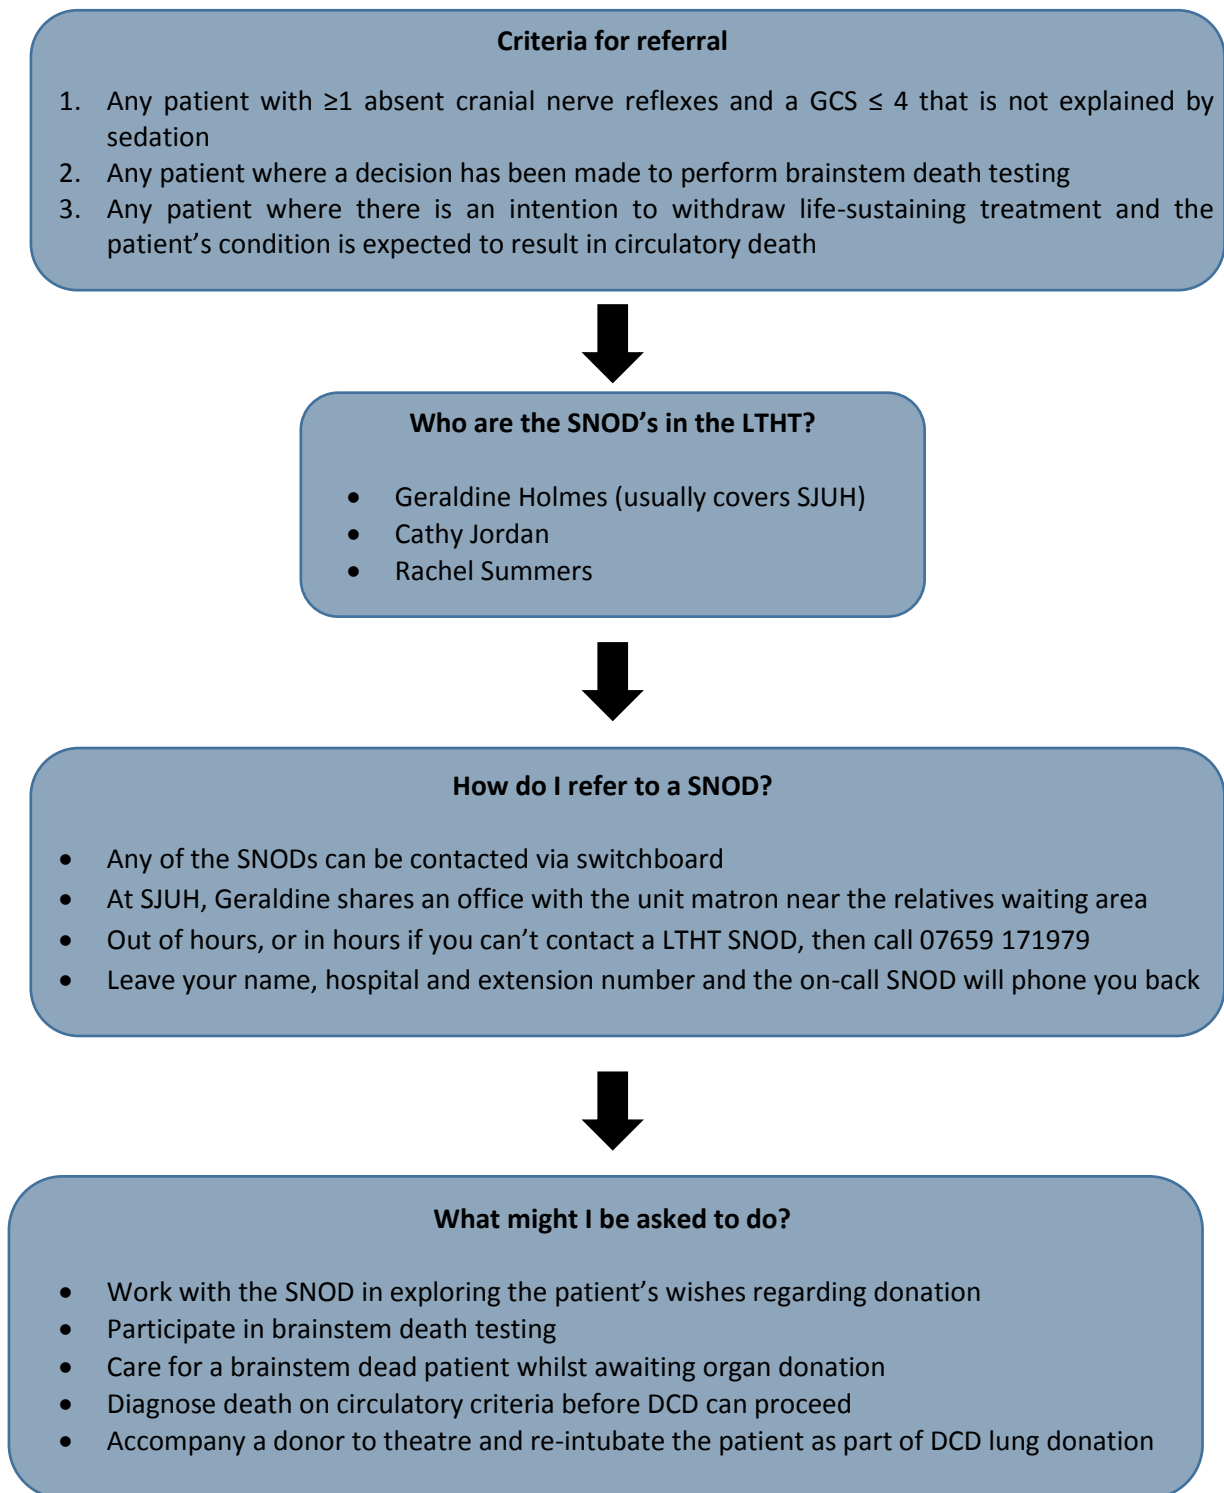 Criteria for referral
1. Any patient with ≥1 absent cranial nerve reflexes and a GCS ≤ 4 that is not explained by
sedation
2. Any patient where a decision has been made to perform brainstem death testing
3. Any patient where there is an intention to withdraw life-sustaining treatment and the
patient’s condition is expected to result in circulatory death
Who are the SNOD’s in the LTHT?
• Geraldine Holmes (usually covers SJUH)
• Cathy Jordan
• Rachel Summers
How do I refer to a SNOD?
• Any of the SNODs can be contacted via switchboard
• At SJUH, Geraldine shares an office with the unit matron near the relatives waiting area
• Out of hours, or in hours if you can’t contact a LTHT SNOD, then call 07659 171979
• Leave your name, hospital and extension number and the on-call SNOD will phone you back
What might I be asked to do?
• Work with the SNOD in exploring the patient’s wishes regarding donation
• Participate in brainstem death testing
• Care for a brainstem dead patient whilst awaiting organ donation
• Diagnose death on circulatory criteria before DCD can proceed
• Accompany a donor to theatre and re-intubate the patient as part of DCD lung donation